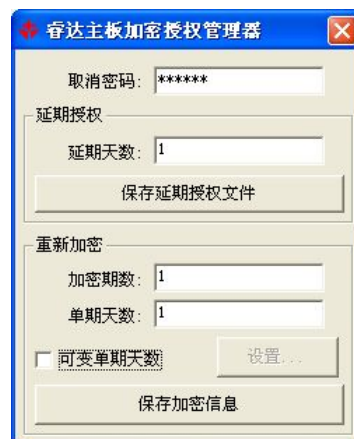 睿达主板加密授权管理器
取消密码: ******
延期授权
延期天数: 1
保存延期授权文件
重新加密
加密期数: 1
单期天数: 1
可变单期天数 设置...
保存加密信息